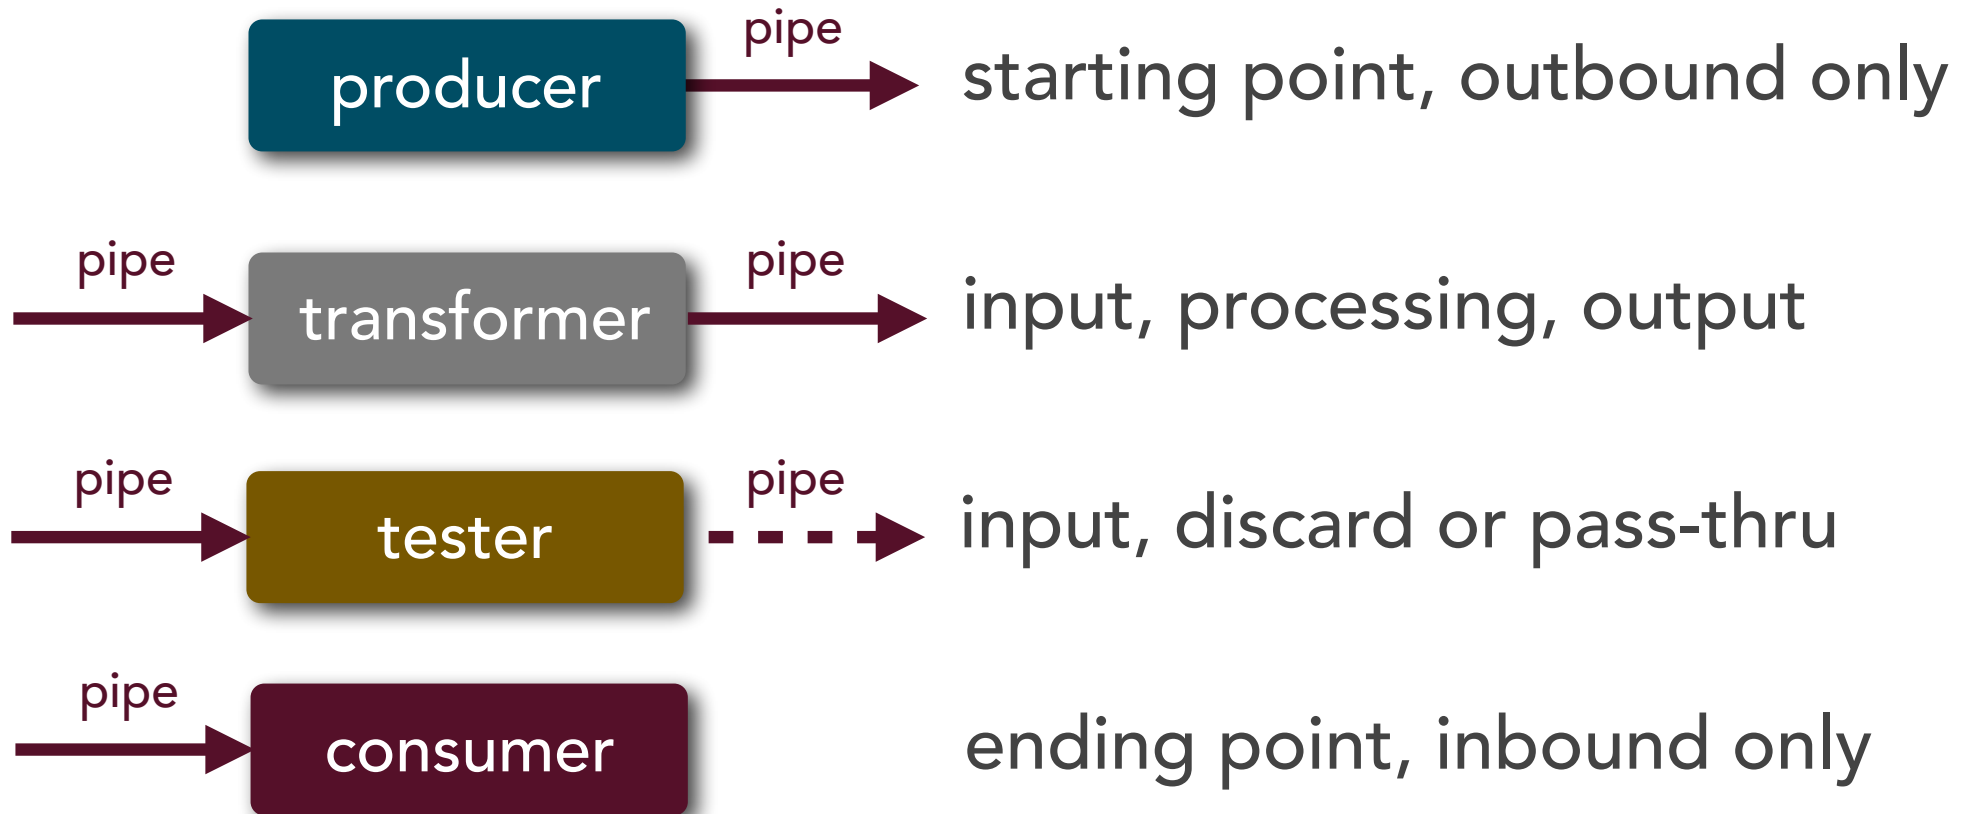 pipe
producer
starting point, outbound only
pipe
pipe
transformer
input, processing, output
pipe
pipe
tester
input, discard or pass-thru
pipe
consumer
ending point, inbound only